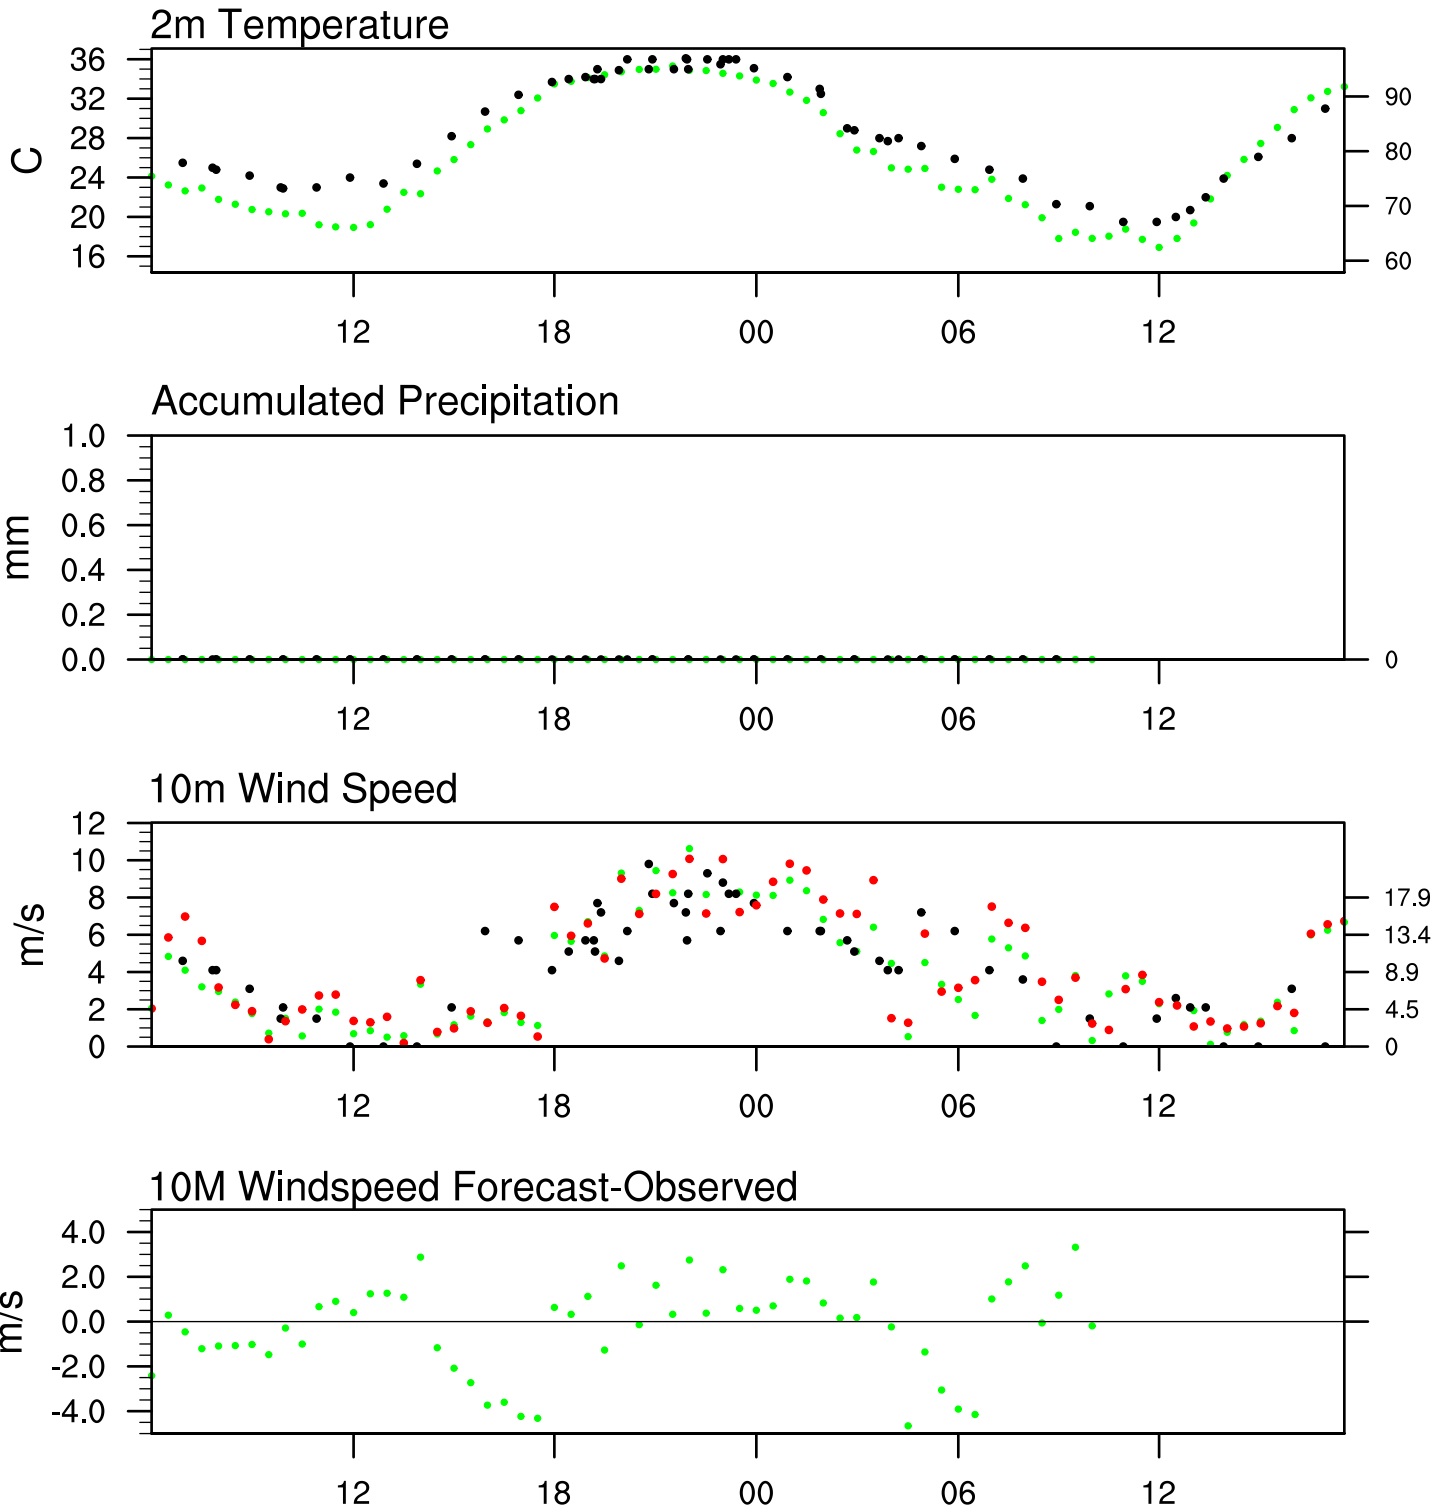 2m Temperature
C
36
32
28
24
20
16
90
80
70
60
12 18 00 06 12
Accumulated Precipitation
mm
1.0
0.8
0.6
0.4
0.2
0.0
0
12 18 00 06 12
10m Wind Speed
m/s
12
10
8
6
4
2
0
17.9
13.4
8.9
4.5
0
12 18 00 06 12
10M Windspeed Forecast-Observed
m/s
4.0
2.0
0.0
-2.0
-4.0
12 18 00 06 12